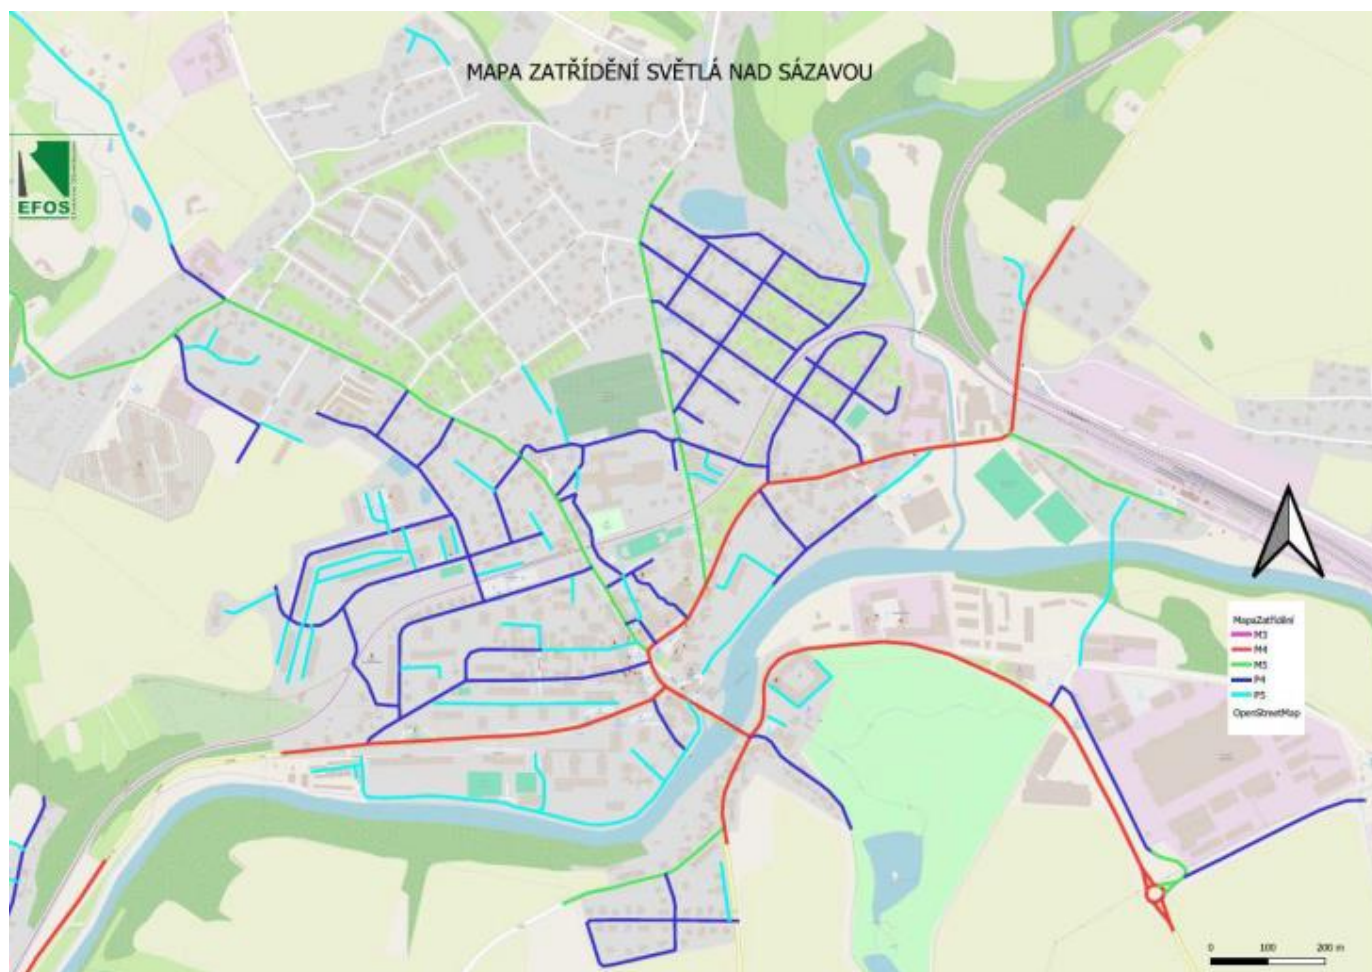 MAPA ZATŘÍDĚNÍ SVĚTLÁ NAD SÁZAVOU
EFOS
MapaZatřídění
M3
M4
M5
P4
P5
OpenStreetMap
0 100 200 m